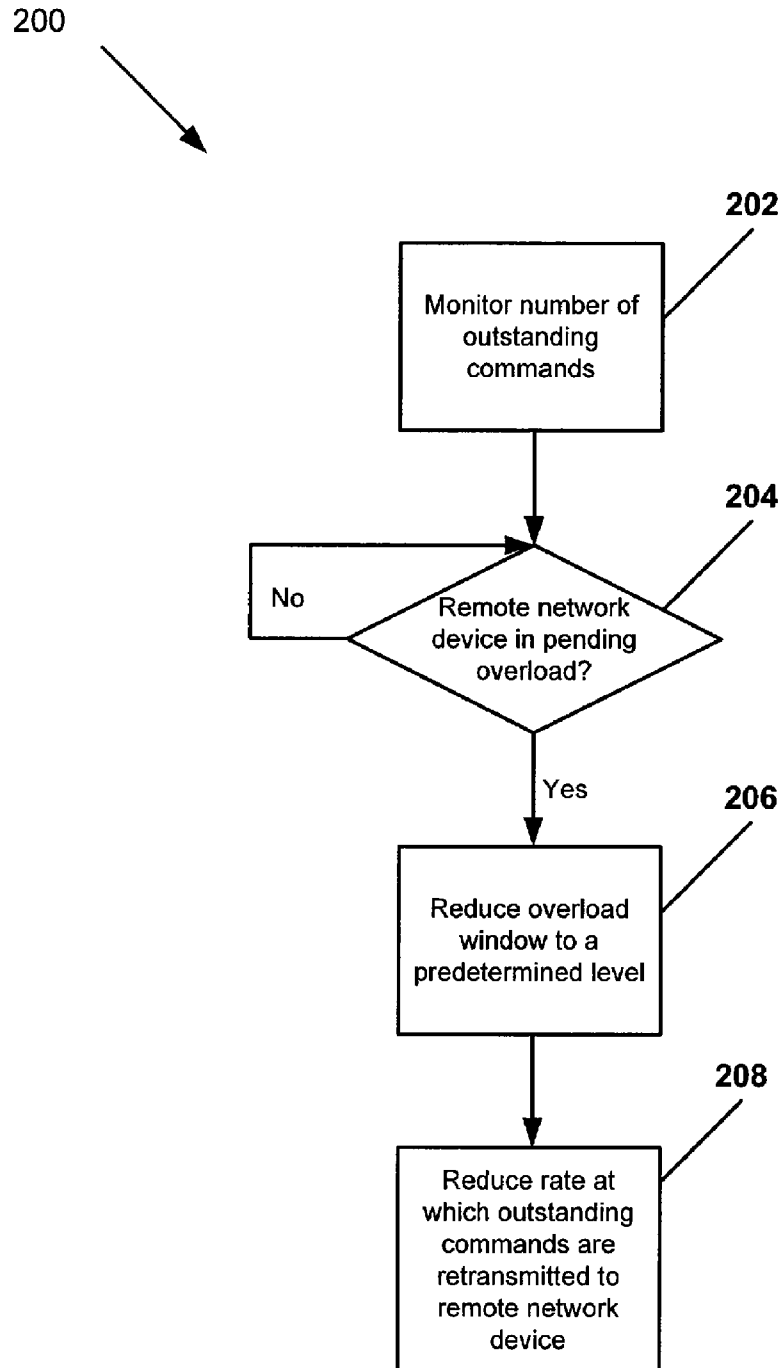 200
202
Monitor number of
outstanding
commands
204
No
Remote network
device in pending
overload?
Yes
206
Reduce overload
window to a
predetermined level
208
Reduce rate at
which outstanding
commands are
retransmitted to
remote network
device